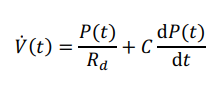 V̇(t) = P(t)/R_d + C dP(t)/dt